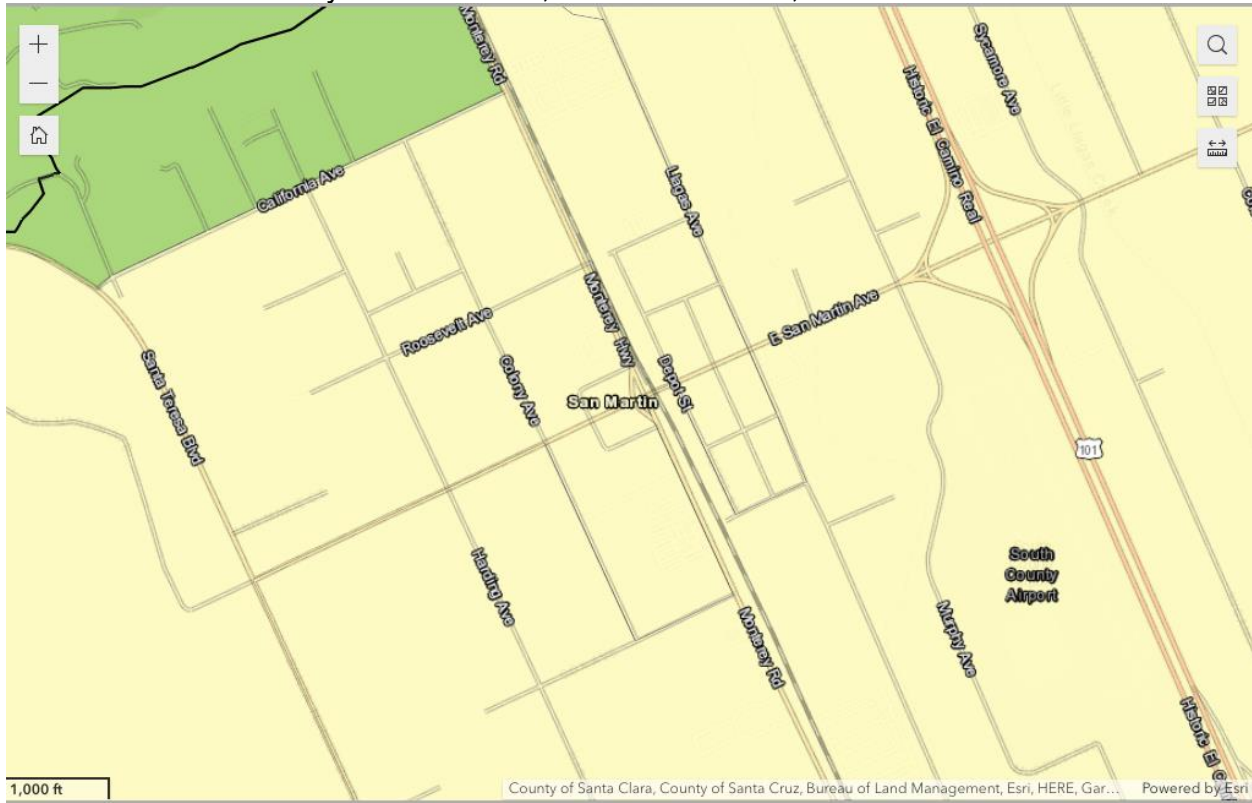 Monterey Rd
Historic El Camino Real
Sycamore Ave
California Ave
Llagas Ave
Roosevelt Ave
Monterey Hwy
E San Martin Ave
Santa Teresa Blvd
Colony Ave
San Martin
Depot St
101
South
County
Airport
Harding Ave
Murphy Ave
Monterey Rd
Historic El
1,000 ft
County of Santa Clara, County of Santa Cruz, Bureau of Land Management, Esri, HERE, Gar...
Powered by Esri